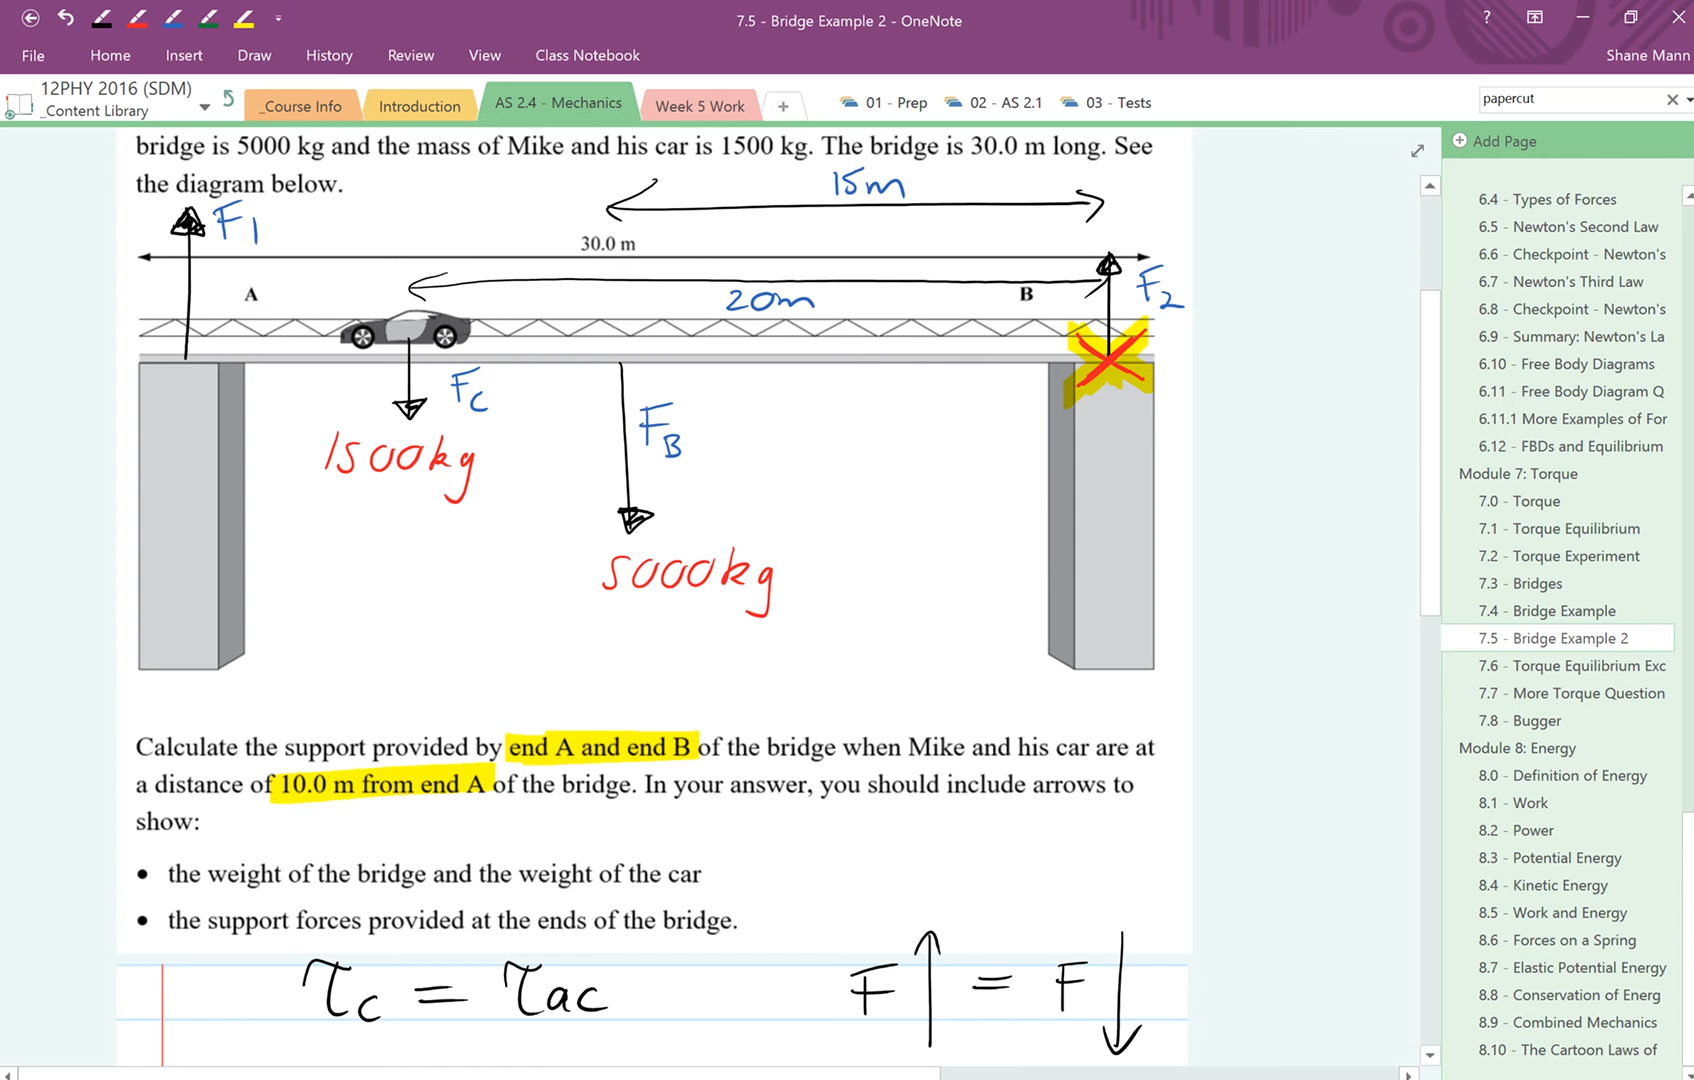 7.5 - Bridge Example 2 - OneNote
?
File
Home
Insert
Draw
History
Review
View
Class Notebook
Shane Mann
12PHY 2016 (SDM)
_Content Library
_Course Info
Introduction
AS 2.4 - Mechanics
Week 5 Work
+
01 - Prep
02 - AS 2.1
03 - Tests
papercut
bridge is 5000 kg and the mass of Mike and his car is 1500 kg. The bridge is 30.0 m long. See
the diagram below.
15m
F1
30.0 m
A
20m
B
F2
Fc
1500kg
FB
5000kg
Calculate the support provided by end A and end B of the bridge when Mike and his car are at
a distance of 10.0 m from end A of the bridge. In your answer, you should include arrows to
show:
• the weight of the bridge and the weight of the car
• the support forces provided at the ends of the bridge.
τc = τac
F↑ = F↓
Add Page
6.4 - Types of Forces
6.5 - Newton's Second Law
6.6 - Checkpoint - Newton's
6.7 - Newton's Third Law
6.8 - Checkpoint - Newton's
6.9 - Summary: Newton's La
6.10 - Free Body Diagrams
6.11 - Free Body Diagram Q
6.11.1 More Examples of For
6.12 - FBDs and Equilibrium
Module 7: Torque
7.0 - Torque
7.1 - Torque Equilibrium
7.2 - Torque Experiment
7.3 - Bridges
7.4 - Bridge Example
7.5 - Bridge Example 2
7.6 - Torque Equilibrium Exc
7.7 - More Torque Question
7.8 - Bugger
Module 8: Energy
8.0 - Definition of Energy
8.1 - Work
8.2 - Power
8.3 - Potential Energy
8.4 - Kinetic Energy
8.5 - Work and Energy
8.6 - Forces on a Spring
8.7 - Elastic Potential Energy
8.8 - Conservation of Energ
8.9 - Combined Mechanics
8.10 - The Cartoon Laws of